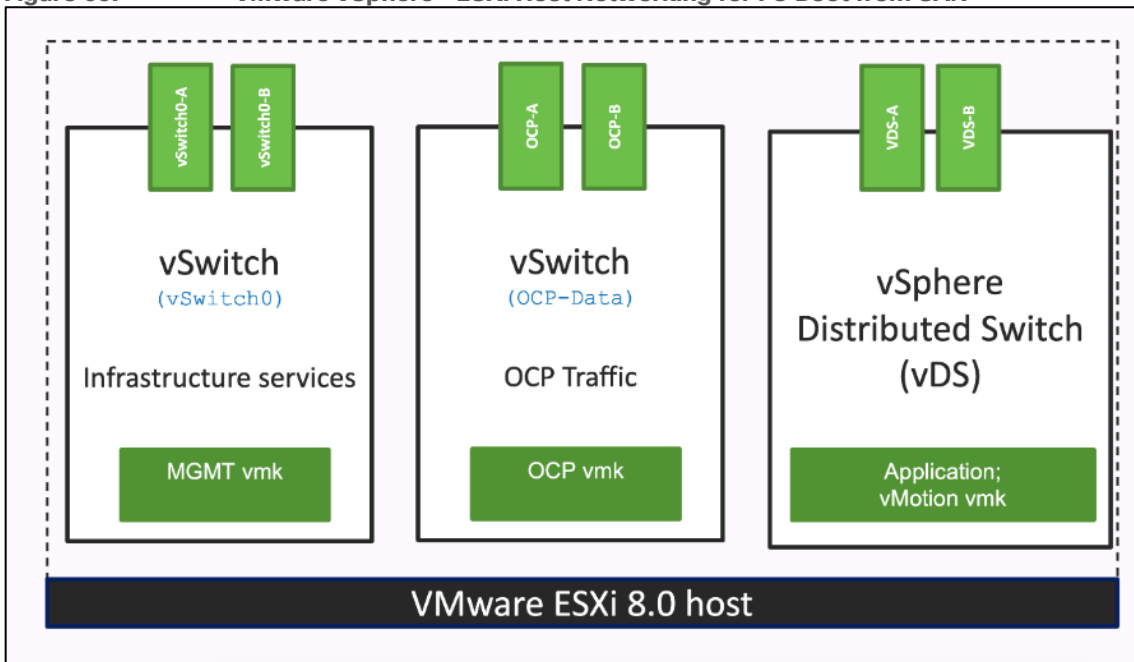 vSwitch0-A
vSwitch0-B
OCP-A
OCP-B
VDS-A
VDS-B
vSwitch
(vSwitch0)
Infrastructure services
MGMT vmk
vSwitch
(OCP-Data)
OCP Traffic
OCP vmk
vSphere
Distributed Switch
(vDS)
Application;
vMotion vmk
VMware ESXi 8.0 host